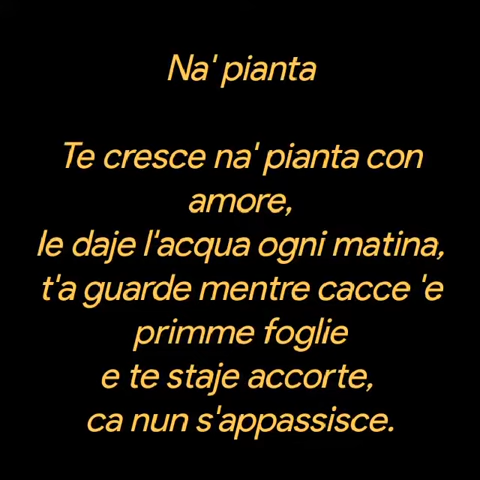 Na' pianta
Te cresce na' pianta con
amore,
le daje l'acqua ogni matina,
t'a guarde mentre cacce 'e
primme foglie
e te staje accorte,
ca nun s'appassisce.